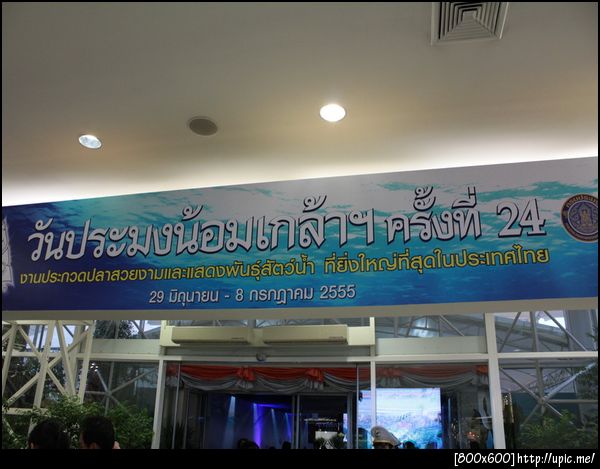 วันประมงน้อมเกล้าฯ ครั้งที่ 24
งานประกวดปลาสวยงามและแสดงพันธุ์สัตว์น้ำ ที่ยิ่งใหญ่ที่สุดในประเทศไทย
29 มิถุนายน - 8 กรกฎาคม 2555
[800x600]http://upic.me/